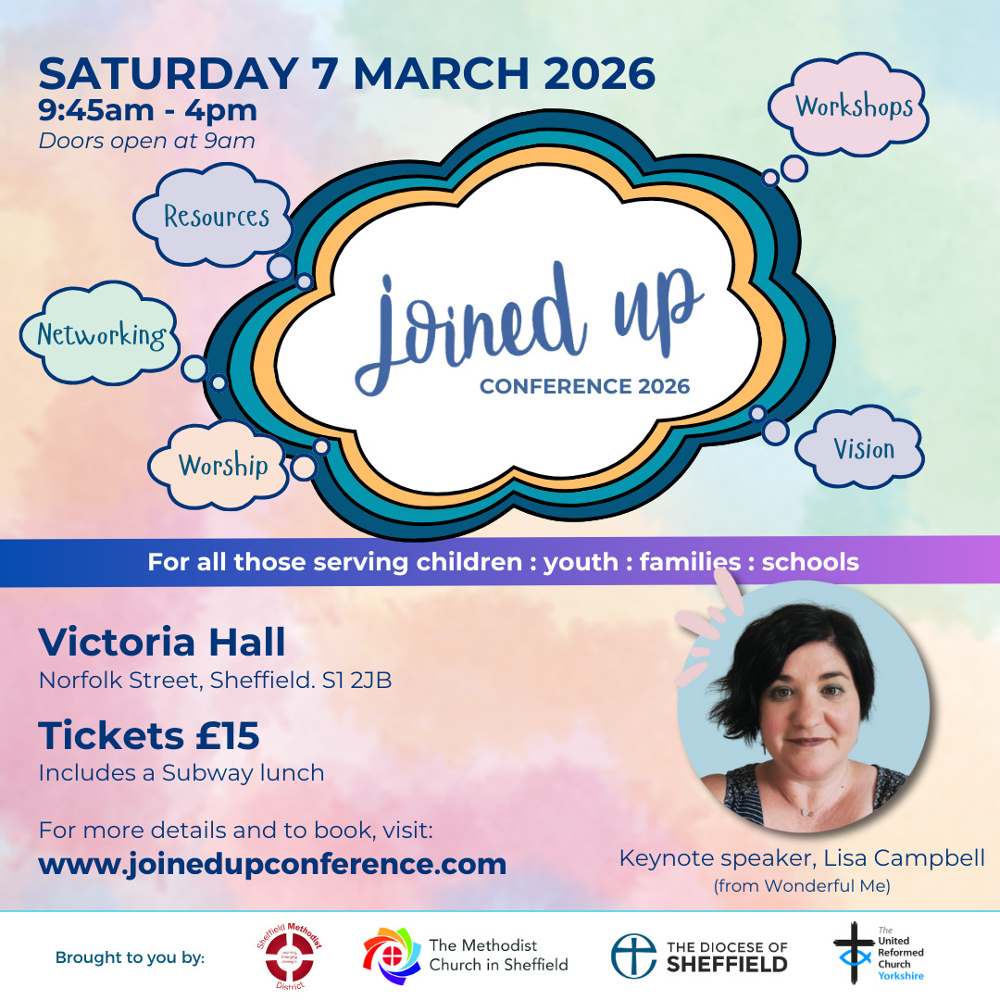 SATURDAY 7 MARCH 2026
9:45am - 4pm
Doors open at 9am
Workshops
Resources
Networking
Worship
Vision
joined up
CONFERENCE 2026
For all those serving children : youth : families : schools
Victoria Hall
Norfolk Street, Sheffield. S1 2JB
Tickets £15
Includes a Subway lunch
For more details and to book, visit:
www.joinedupconference.com
Keynote speaker, Lisa Campbell
(from Wonderful Me)
Brought to you by:
Sheffield Methodist
District
The Methodist
Church in Sheffield
THE DIOCESE OF
SHEFFIELD
The
United
Reformed
Church
Yorkshire